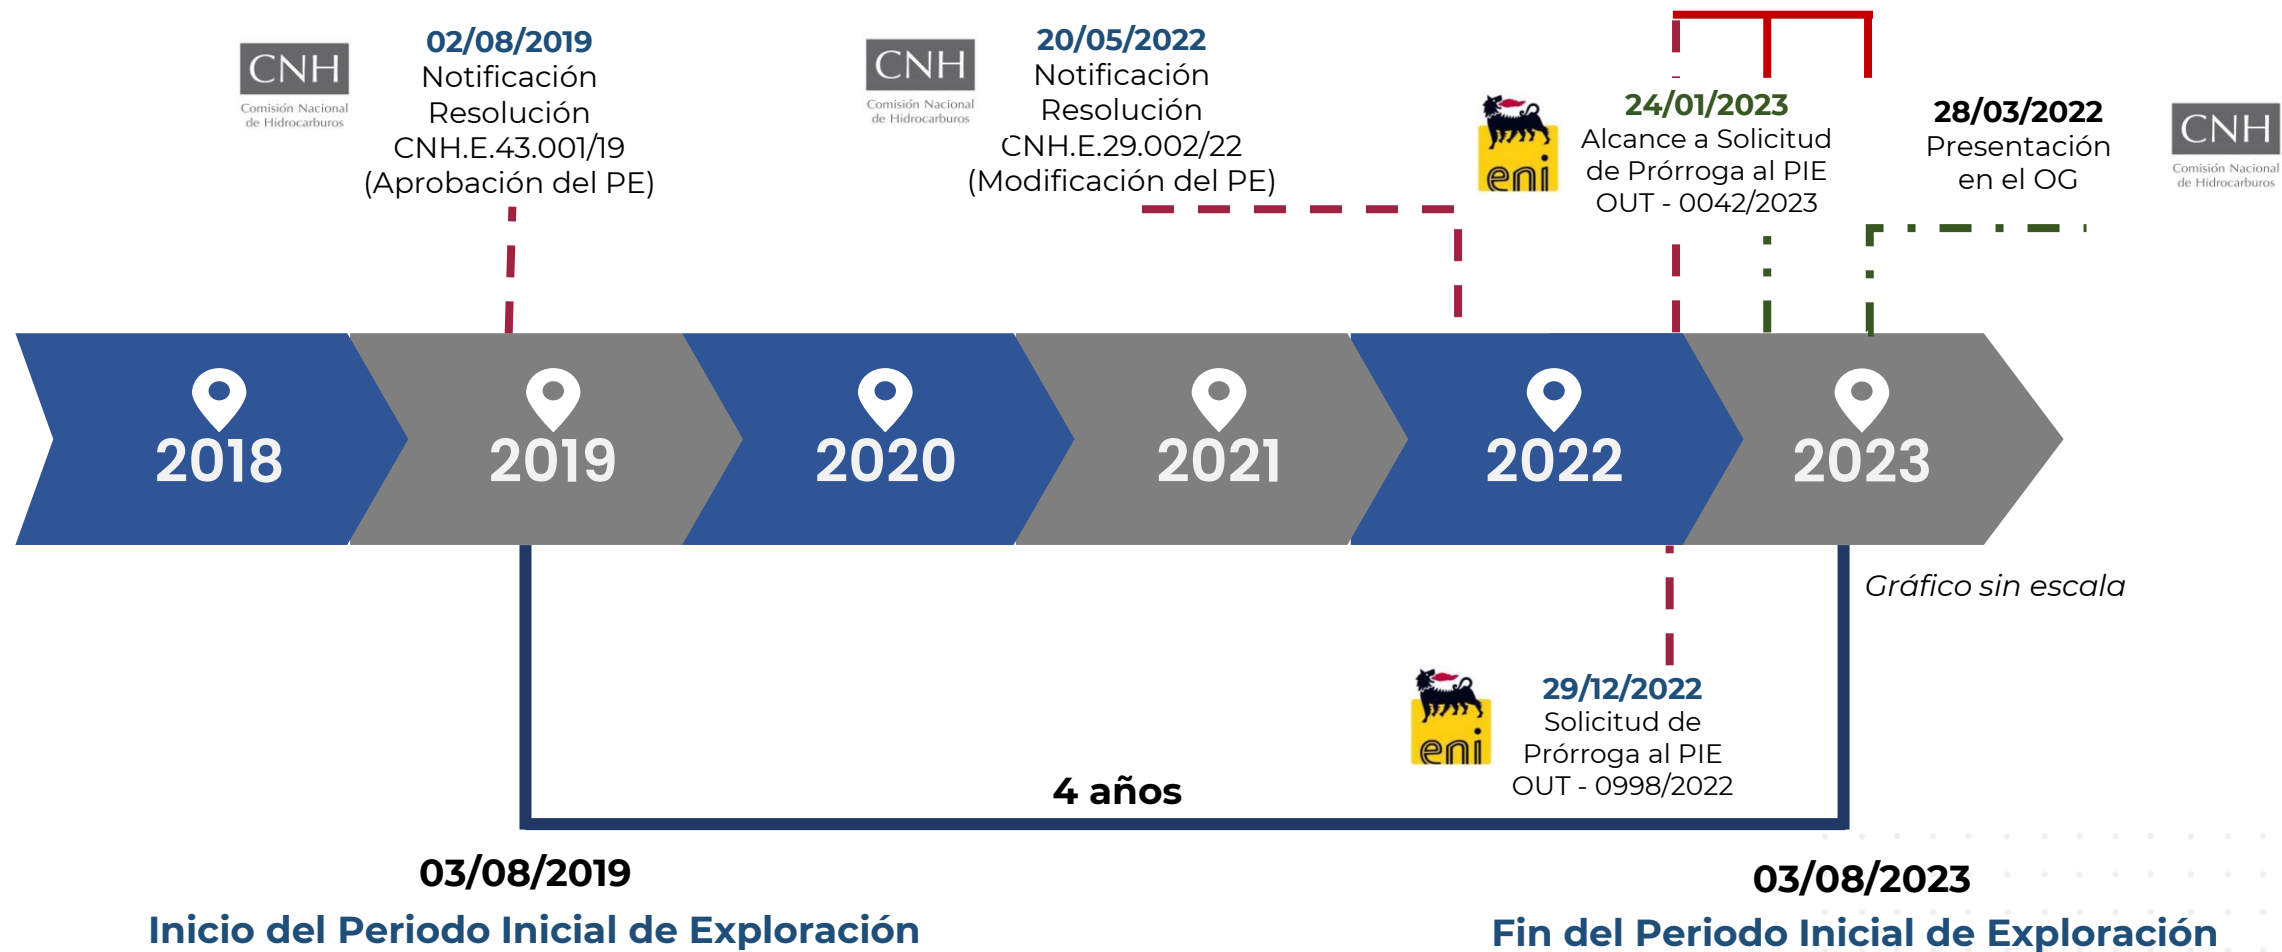 CNH
Comisión Nacional
de Hidrocarburos
02/08/2019
Notificación
Resolución
CNH.E.43.001/19
(Aprobación del PE)
CNH
Comisión Nacional
de Hidrocarburos
20/05/2022
Notificación
Resolución
CNH.E.29.002/22
(Modificación del PE)
eni
24/01/2023
Alcance a Solicitud
de Prórroga al PIE
OUT - 0042/2023
28/03/2022
Presentación
en el OG
CNH
Comisión Nacional
de Hidrocarburos
2018
2019
2020
2021
2022
2023
Gráfico sin escala
eni
29/12/2022
Solicitud de
Prórroga al PIE
OUT - 0998/2022
4 años
03/08/2019
Inicio del Periodo Inicial de Exploración
03/08/2023
Fin del Periodo Inicial de Exploración